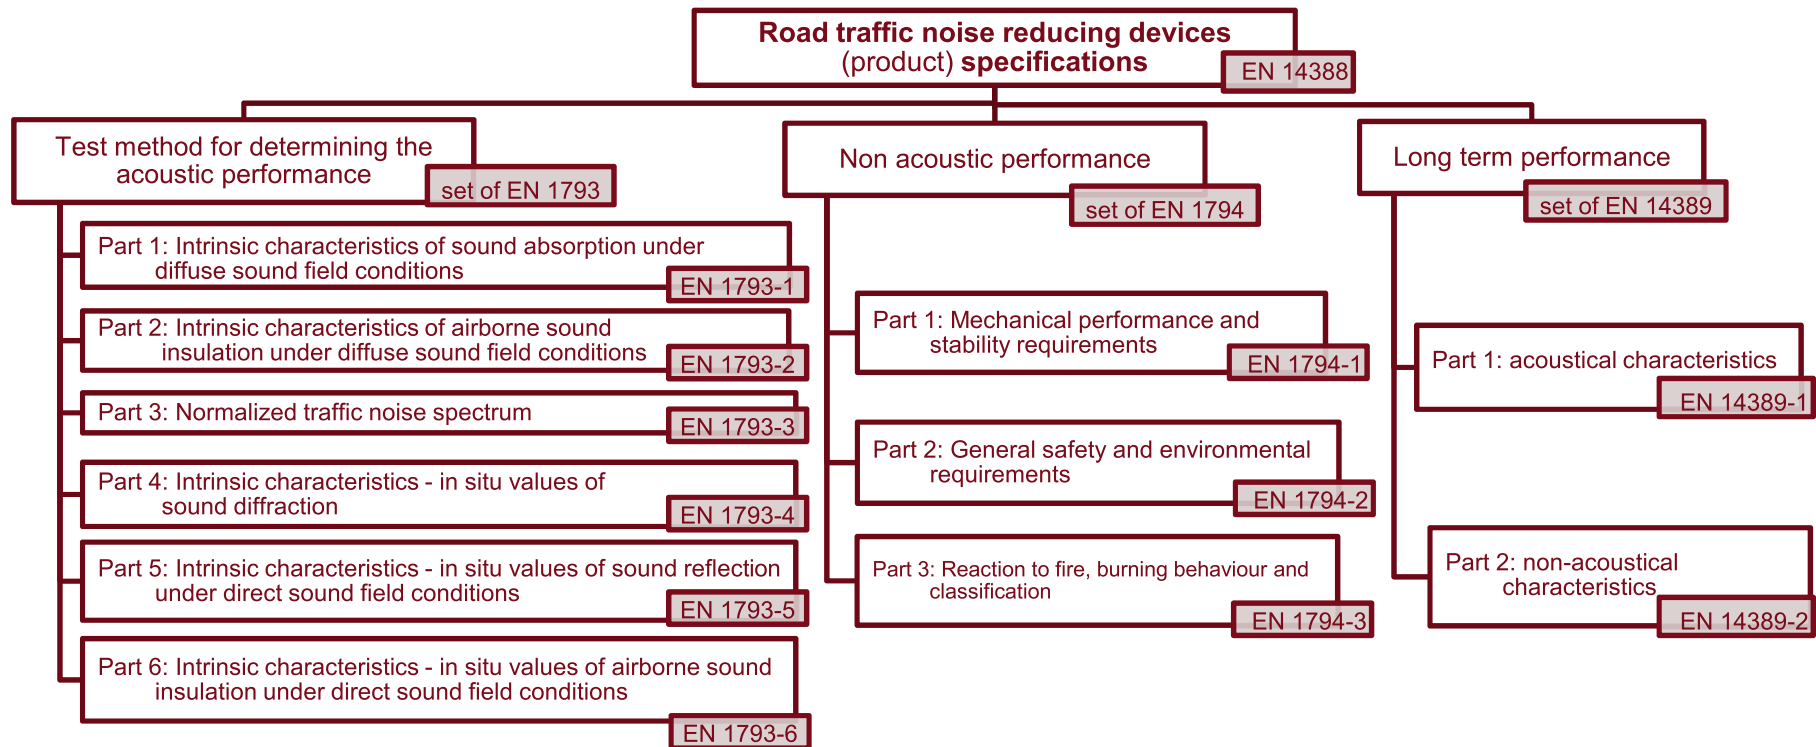 Road traffic noise reducing devices
(product) specifications
EN 14388
Test method for determining the
acoustic performance
set of EN 1793
Part 1: Intrinsic characteristics of sound absorption under
diffuse sound field conditions
EN 1793-1
Part 2: Intrinsic characteristics of airborne sound
insulation under diffuse sound field conditions
EN 1793-2
Part 3: Normalized traffic noise spectrum
EN 1793-3
Part 4: Intrinsic characteristics - in situ values of
sound diffraction
EN 1793-4
Part 5: Intrinsic characteristics - in situ values of sound reflection
under direct sound field conditions
EN 1793-5
Part 6: Intrinsic characteristics - in situ values of airborne sound
insulation under direct sound field conditions
EN 1793-6
Non acoustic performance
set of EN 1794
Part 1: Mechanical performance and
stability requirements
EN 1794-1
Part 2: General safety and environmental
requirements
EN 1794-2
Part 3: Reaction to fire, burning behaviour and
classification
EN 1794-3
Long term performance
set of EN 14389
Part 1: acoustical characteristics
EN 14389-1
Part 2: non-acoustical
characteristics
EN 14389-2